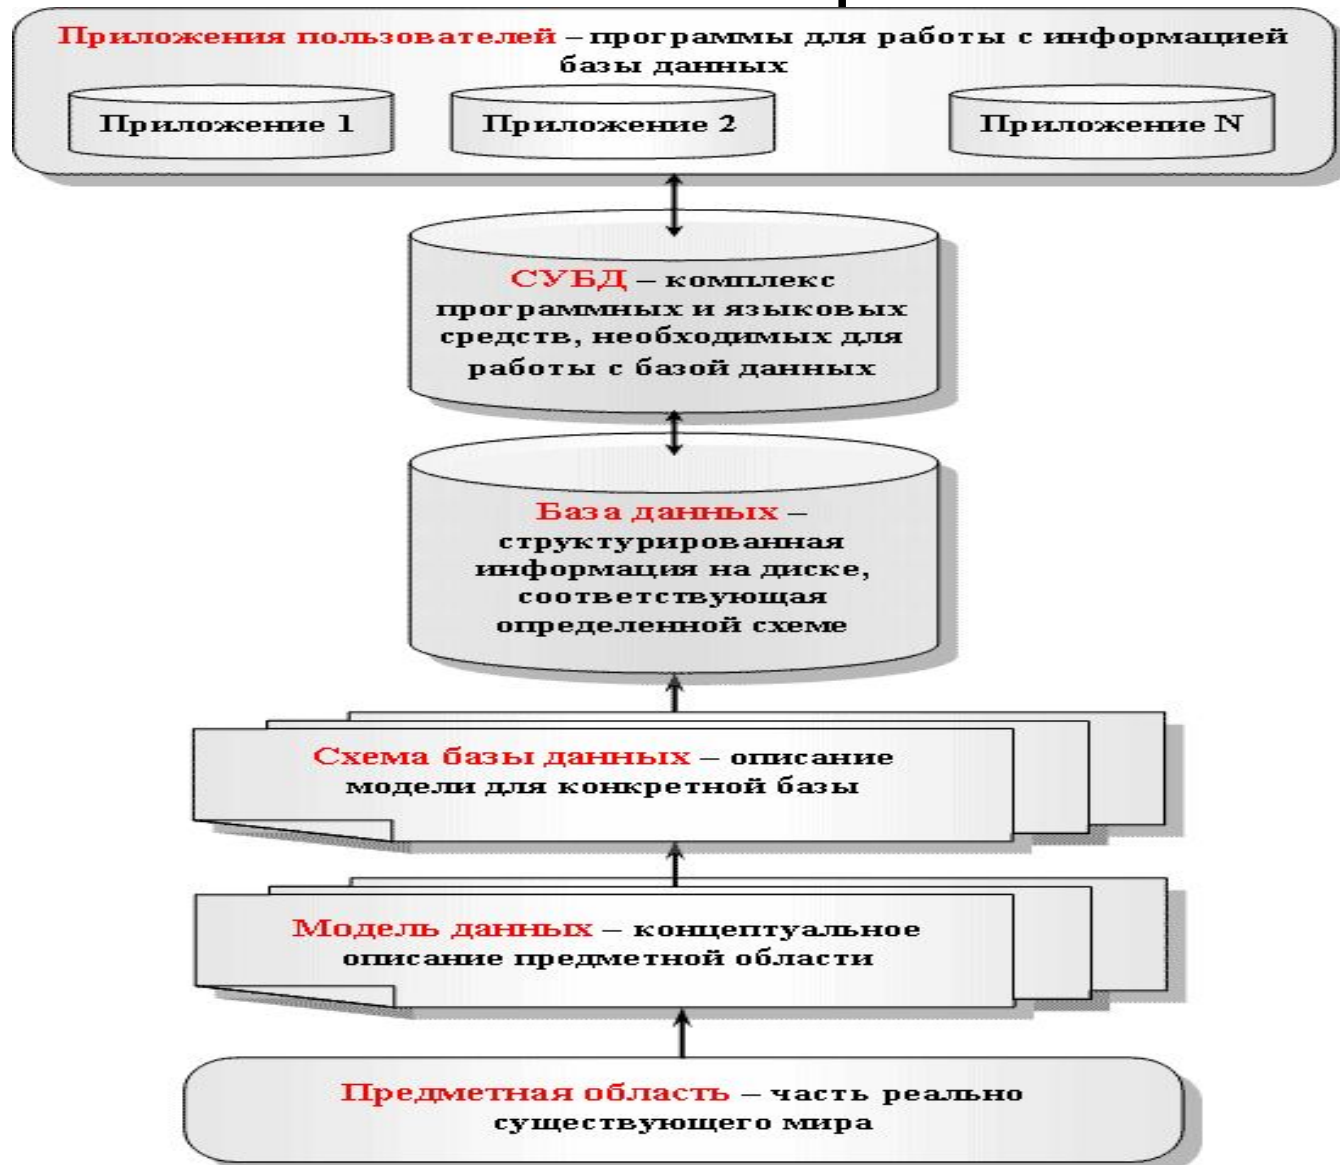 Приложения пользователей – программы для работы с информацией
базы данных
Приложение 1
Приложение 2
Приложение N
СУБД – комплекс
программных и языковых
средств, необходимых для
работы с базой данных
База данных –
структурированная
информация на диске,
соответствующая
определенной схеме
Схема базы данных – описание
модели для конкретной базы
Модель данных – концептуальное
описание предметной области
Предметная область – часть реально
существующего мира